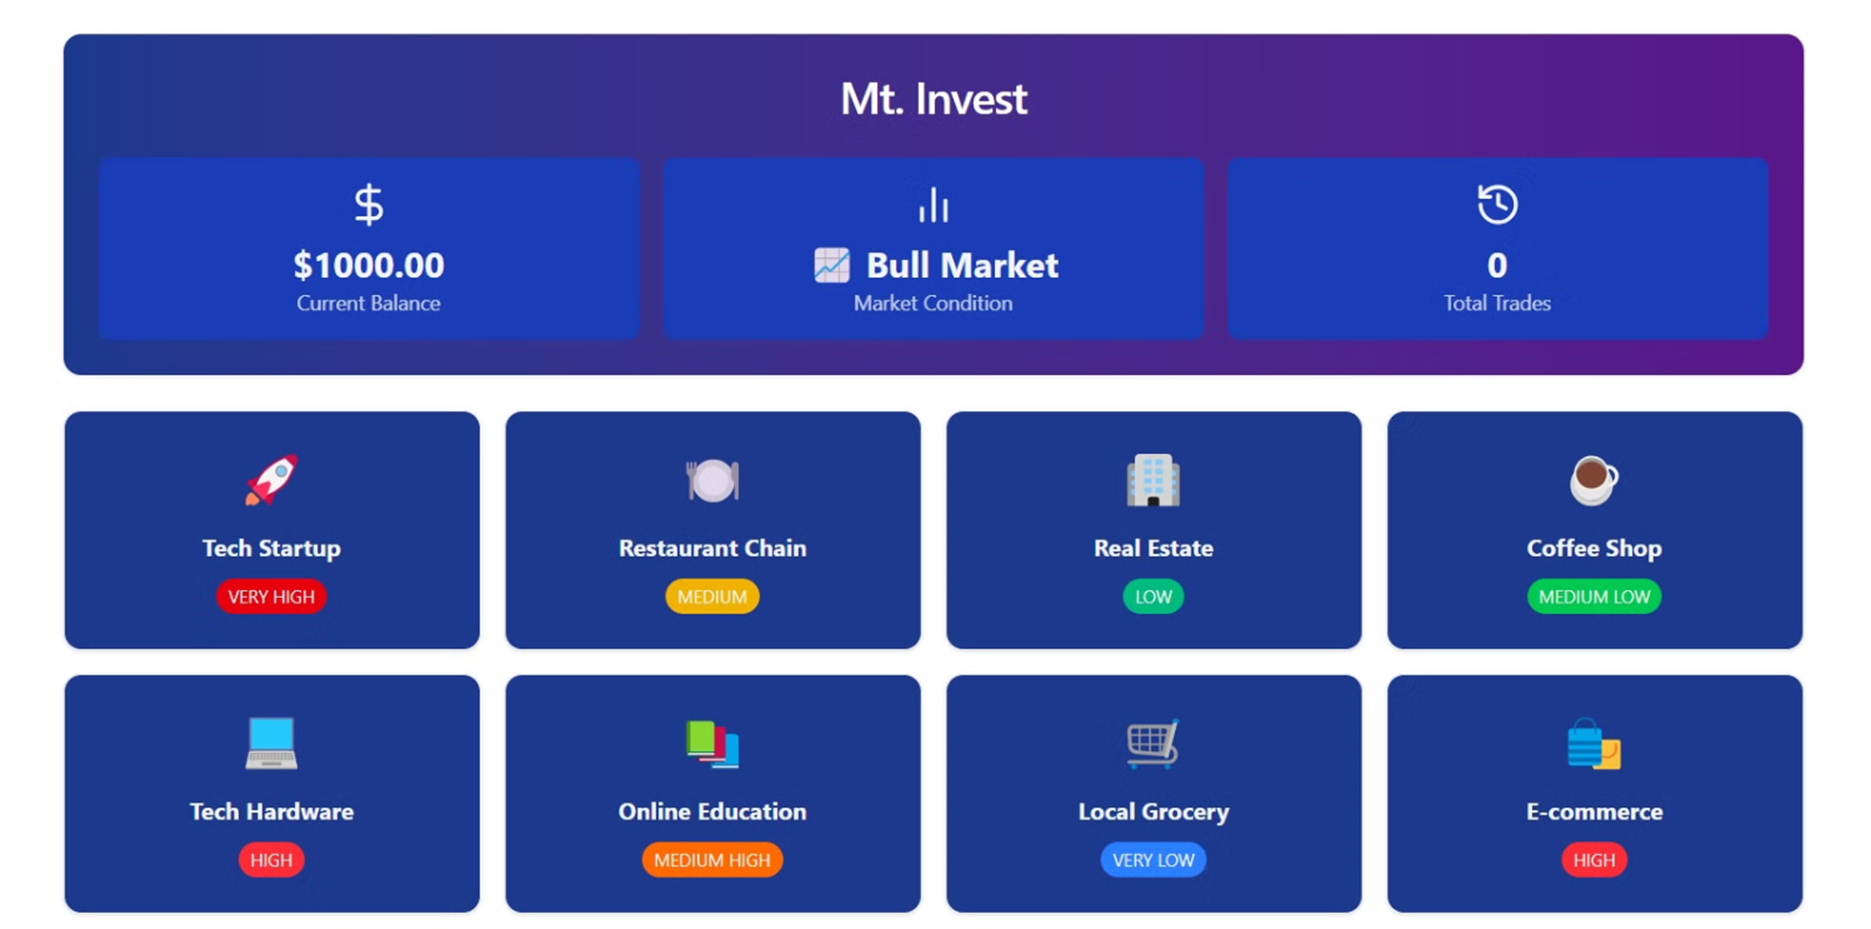 Mt. Invest
$1000.00
Current Balance
Bull Market
Market Condition
0
Total Trades
Tech Startup
VERY HIGH
Restaurant Chain
MEDIUM
Real Estate
LOW
Coffee Shop
MEDIUM LOW
Tech Hardware
HIGH
Online Education
MEDIUM HIGH
Local Grocery
VERY LOW
E-commerce
HIGH